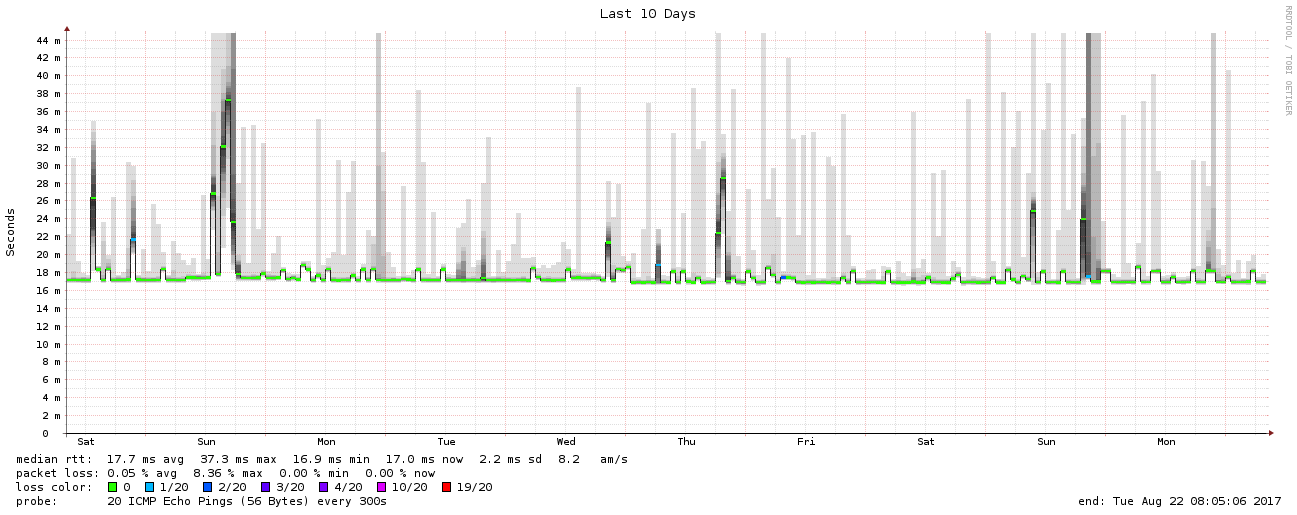 Last 10 Days
RRDTOOL / TOBI OETIKER
Seconds
44 m
42 m
40 m
38 m
36 m
34 m
32 m
30 m
28 m
26 m
24 m
22 m
20 m
18 m
16 m
14 m
12 m
10 m
8 m
6 m
4 m
2 m
0
Sat Sun Mon Tue Wed Thu Fri Sat Sun Mon
median rtt: 17.7 ms avg 37.3 ms max 16.9 ms min 17.0 ms now 2.2 ms sd 8.2 am/s
packet loss: 0.05 % avg 8.36 % max 0.00 % min 0.00 % now
loss color: 0 1/20 2/20 3/20 4/20 10/20 19/20
probe: 20 ICMP Echo Pings (56 Bytes) every 300s end: Tue Aug 22 08:05:06 2017